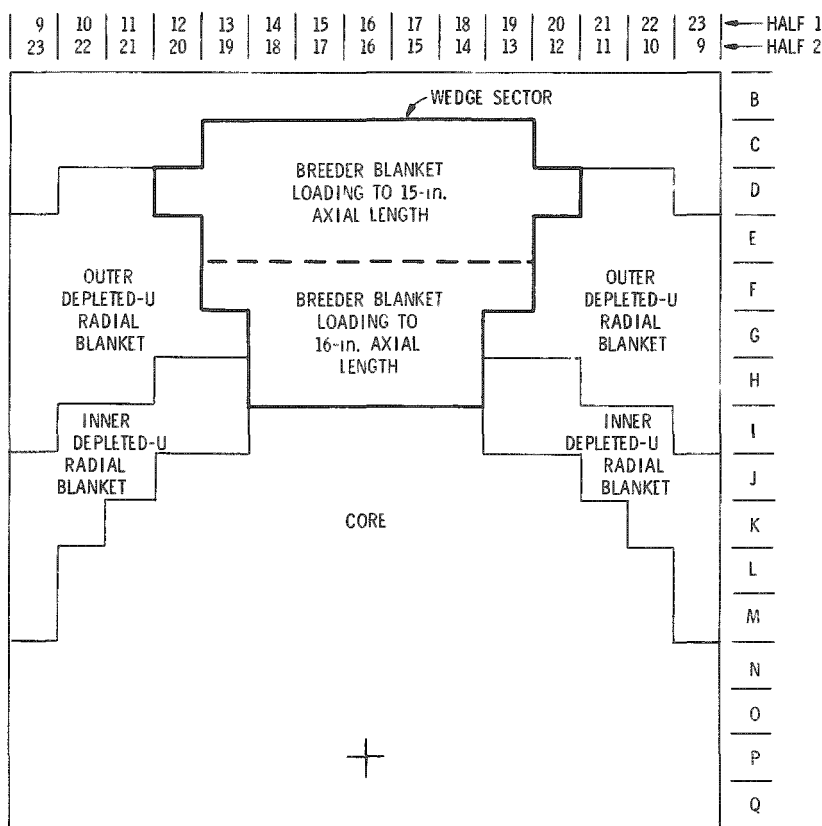 9 10 11 12 13 14 15 16 17 18 19 20 21 22 23 HALF 1
23 22 21 20 19 18 17 16 15 14 13 12 11 10 9 HALF 2
WEDGE SECTOR
BREEDER BLANKET
LOADING TO 15-in.
AXIAL LENGTH
OUTER
DEPLETED-U
RADIAL
BLANKET
BREEDER BLANKET
LOADING TO
16-in. AXIAL
LENGTH
OUTER
DEPLETED-U
RADIAL
BLANKET
INNER
DEPLETED-U
RADIAL
BLANKET
INNER
DEPLETED-U
RADIAL
BLANKET
CORE
B
C
D
E
F
G
H
I
J
K
L
M
N
O
P
Q